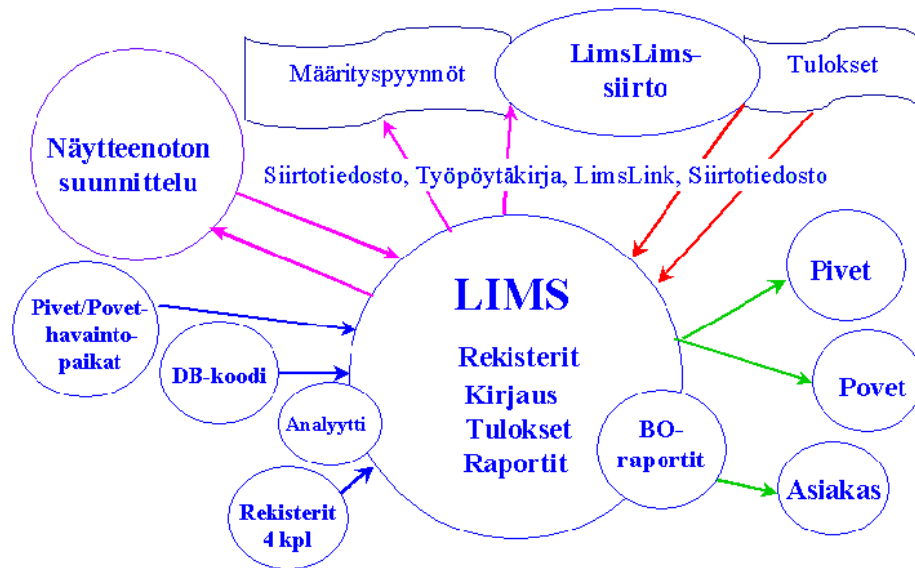 LimsLims-
siirto
Määrityspyynnöt
Tulokset
Näytteenoton
suunnittelu
Siirtotiedosto, Työpöytäkirja, LimsLink, Siirtotiedosto
LIMS
Rekisterit
Kirjaus
Tulokset
Raportit
Pivet/Povet-
havainto-
paikat
DB-koodi
Analyytti
Rekisterit
4 kpl
BO-
raportit
Pivet
Povet
Asiakas